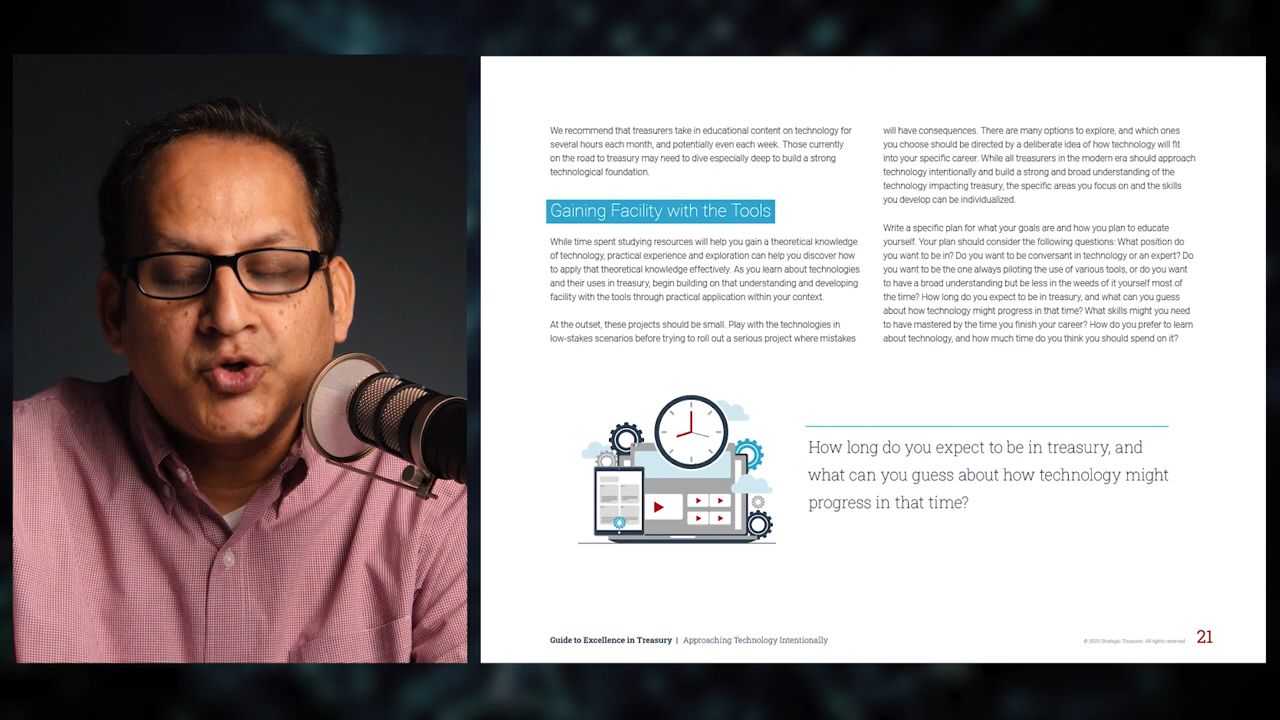 We recommend that treasurers take in educational content on technology for
several hours each month, and potentially even each week. Those currently
on the road to treasury may need to dive especially deep to build a strong
technological foundation.
Gaining Facility with the Tools
While time spent studying resources will help you gain a theoretical knowledge
of technology, practical experience and exploration can help you discover how
to apply that theoretical knowledge effectively. As you learn about technologies
and their uses in treasury, begin building on that understanding and developing
facility with the tools through practical application within your context.
At the outset, these projects should be small. Play with the technologies in
low-stakes scenarios before trying to roll out a serious project where mistakes
will have consequences. There are many options to explore, and which ones
you choose should be directed by a deliberate idea of how technology will fit
into your specific career. While all treasurers in the modern era should approach
technology intentionally and build a strong and broad understanding of the
technology impacting treasury, the specific areas you focus on and the skills
you develop can be individualized.
Write a specific plan for what your goals are and how you plan to educate
yourself. Your plan should consider the following questions: What position do
you want to be in? Do you want to be conversant in technology or an expert? Do
you want to be the one always piloting the use of various tools, or do you want
to have a broad understanding but be less in the weeds of it yourself most of
the time? How long do you expect to be in treasury, and what can you guess
about how technology might progress in that time? What skills might you need
to have mastered by the time you finish your career? How do you prefer to learn
about technology, and how much time do you think you should spend on it?
How long do you expect to be in treasury, and
what can you guess about how technology might
progress in that time?
Guide to Excellence in Treasury | Approaching Technology Intentionally
© 2025 Strategic Treasurer. All rights reserved. 21